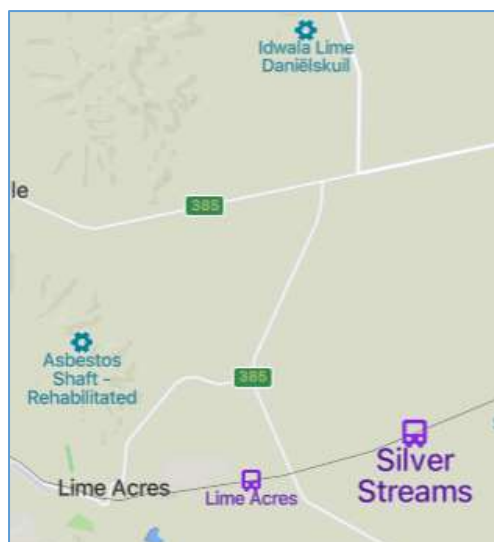 Idwala Lime
Daniëlskuil
le
385
Asbestos
Shaft -
Rehabilitated
385
Silver
Streams
Lime Acres
Lime Acres